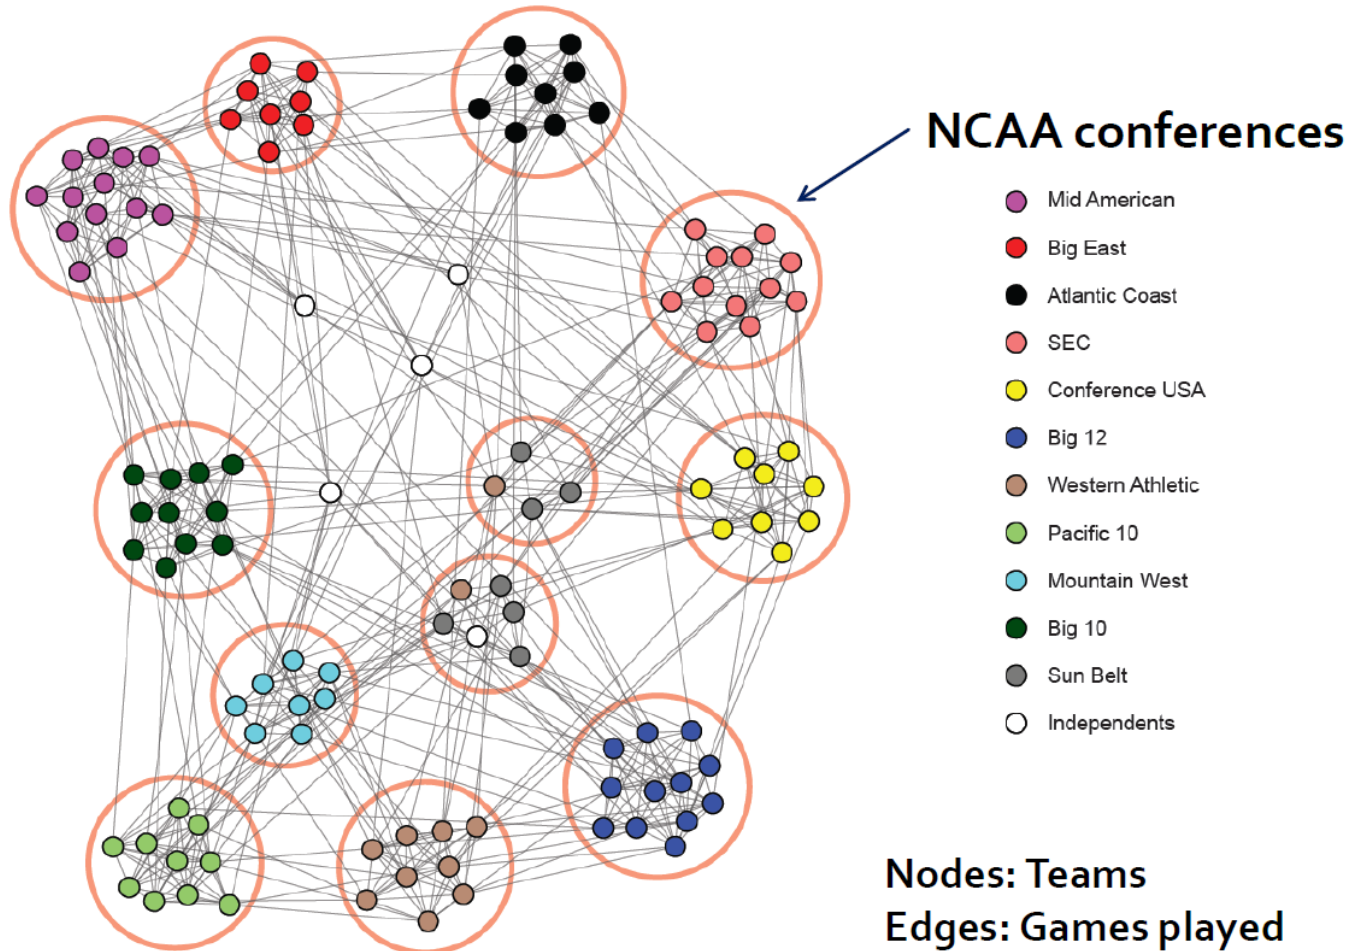 NCAA conferences
Mid American
Big East
Atlantic Coast
SEC
Conference USA
Big 12
Western Athletic
Pacific 10
Mountain West
Big 10
Sun Belt
Independents
Nodes: Teams
Edges: Games played